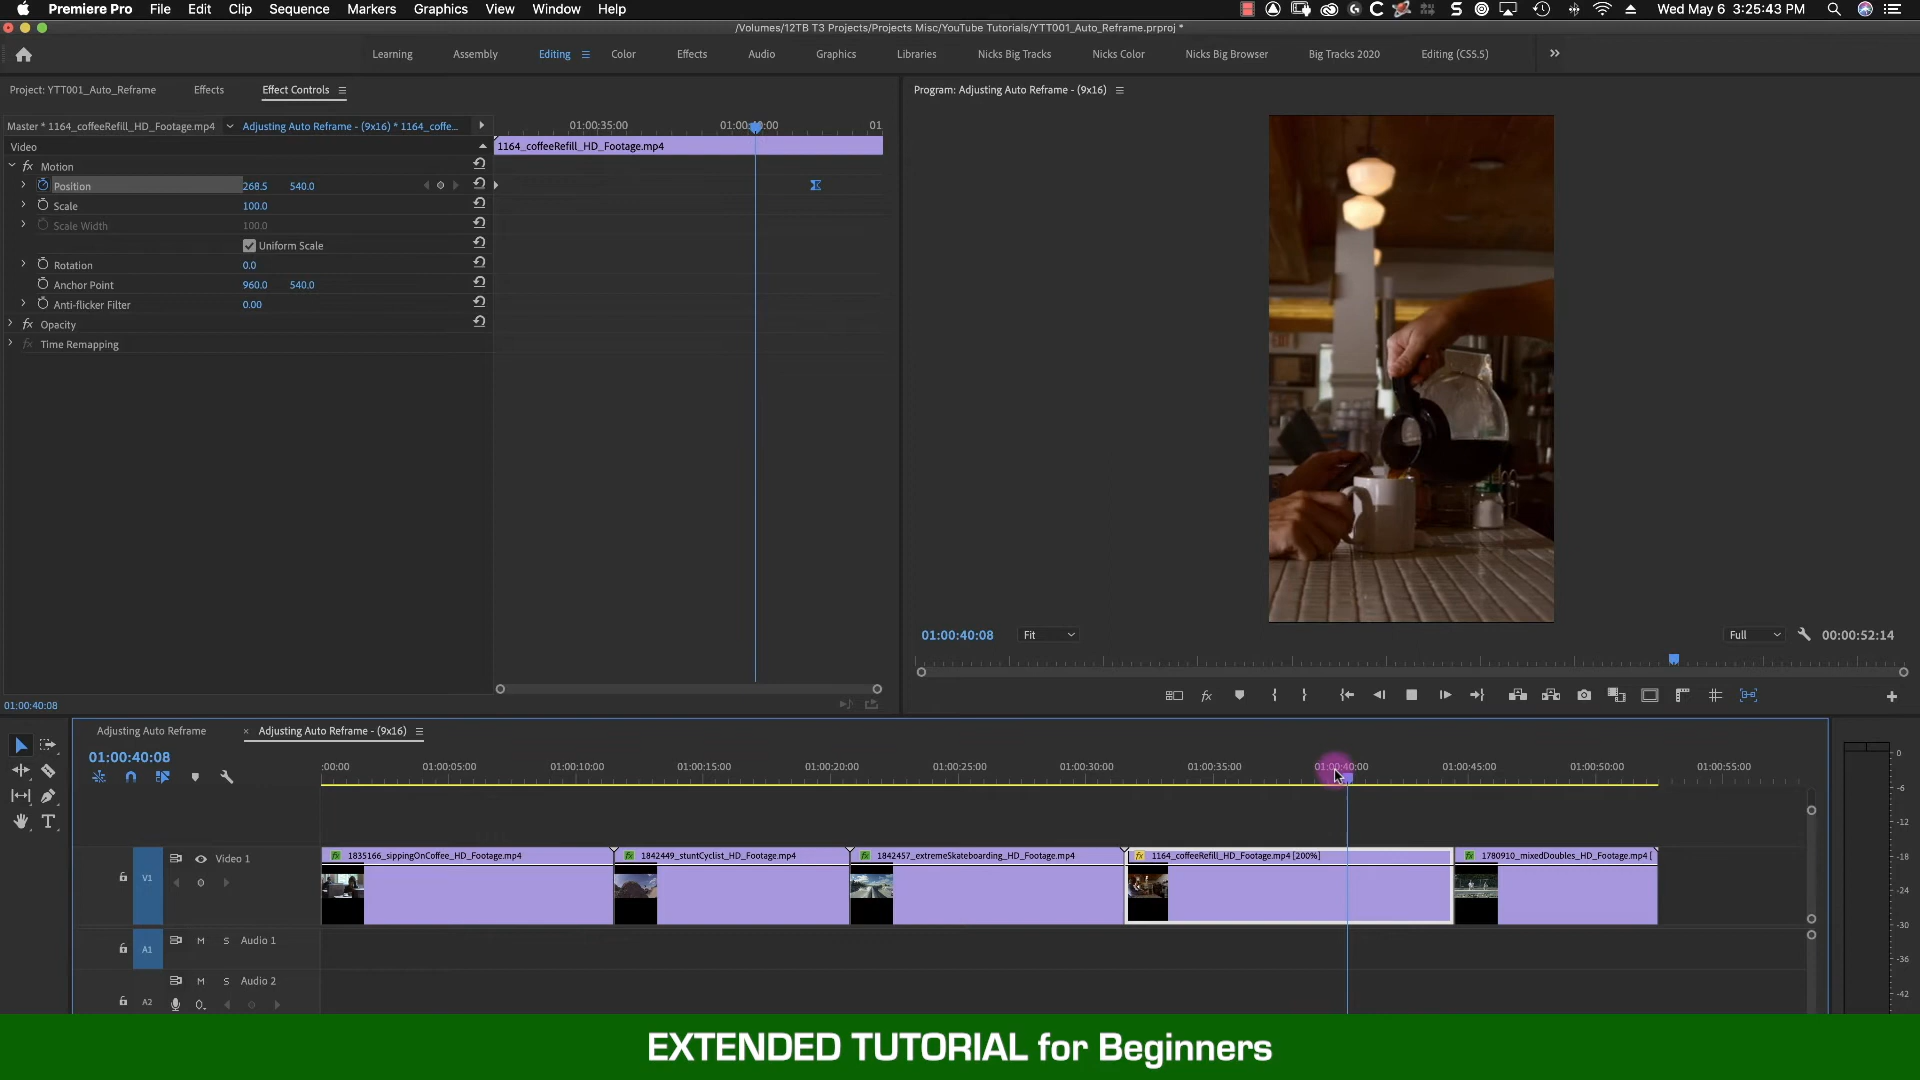 Premiere Pro File Edit Clip Sequence Markers Graphics View Window Help
Wed May 6 3:25:43 PM
/Volumes/12TB T3 Projects/Projects Misc/YouTube Tutorials/YTT001_Auto_Reframe.prproj *
Learning Assembly Editing Color Effects Audio Graphics Libraries Nicks Big Tracks Nicks Color Nicks Big Browser Big Tracks 2020 Editing (CS5.5)
Project: YTT001_Auto_Reframe Effects Effect Controls
Program: Adjusting Auto Reframe - (9x16)
Master * 1164_coffeeRefill_HD_Footage.mp4 Adjusting Auto Reframe - (9x16) * 1164_coffe...
01:00:35:00 01:00:40:00 01
Video
1164_coffeeRefill_HD_Footage.mp4
fx Motion
Position 268.5 540.0
Scale 100.0
Scale Width 100.0
Uniform Scale
Rotation 0.0
Anchor Point 960.0 540.0
Anti-flicker Filter 0.00
fx Opacity
fx Time Remapping
01:00:40:08 Fit Full 00:00:52:14
fx
01:00:40:08
Adjusting Auto Reframe × Adjusting Auto Reframe - (9x16)
01:00:40:08
:00:00 01:00:05:00 01:00:10:00 01:00:15:00 01:00:20:00 01:00:25:00 01:00:30:00 01:00:35:00 01:00:40:00 01:00:45:00 01:00:50:00 01:00:55:00
T
V1 Video 1
fx 1835166_sippingOnCoffee_HD_Footage.mp4
fx 1842449_stuntCyclist_HD_Footage.mp4
fx 1842457_extremeSkateboarding_HD_Footage.mp4
fx 1164_coffeeRefill_HD_Footage.mp4 [200%]
fx 1780910_mixedDoubles_HD_Footage.mp4 [
A1 M S Audio 1
A2 M S Audio 2
0
-6
-12
-18
-24
-30
-36
-42
EXTENDED TUTORIAL for Beginners